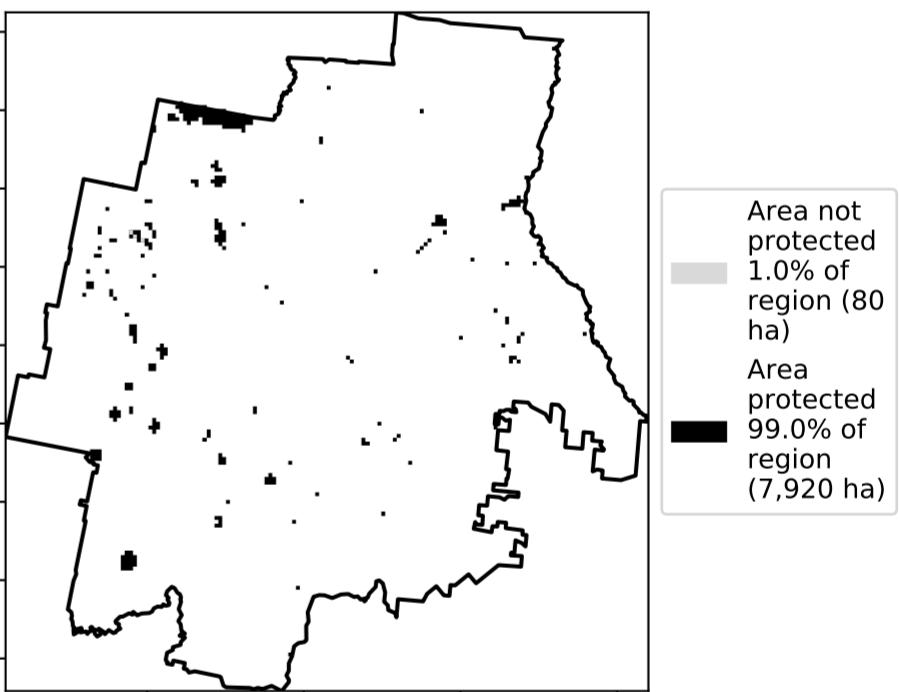 Area not
protected
1.0% of
region (80
ha)
Area
protected
99.0% of
region
(7,920 ha)